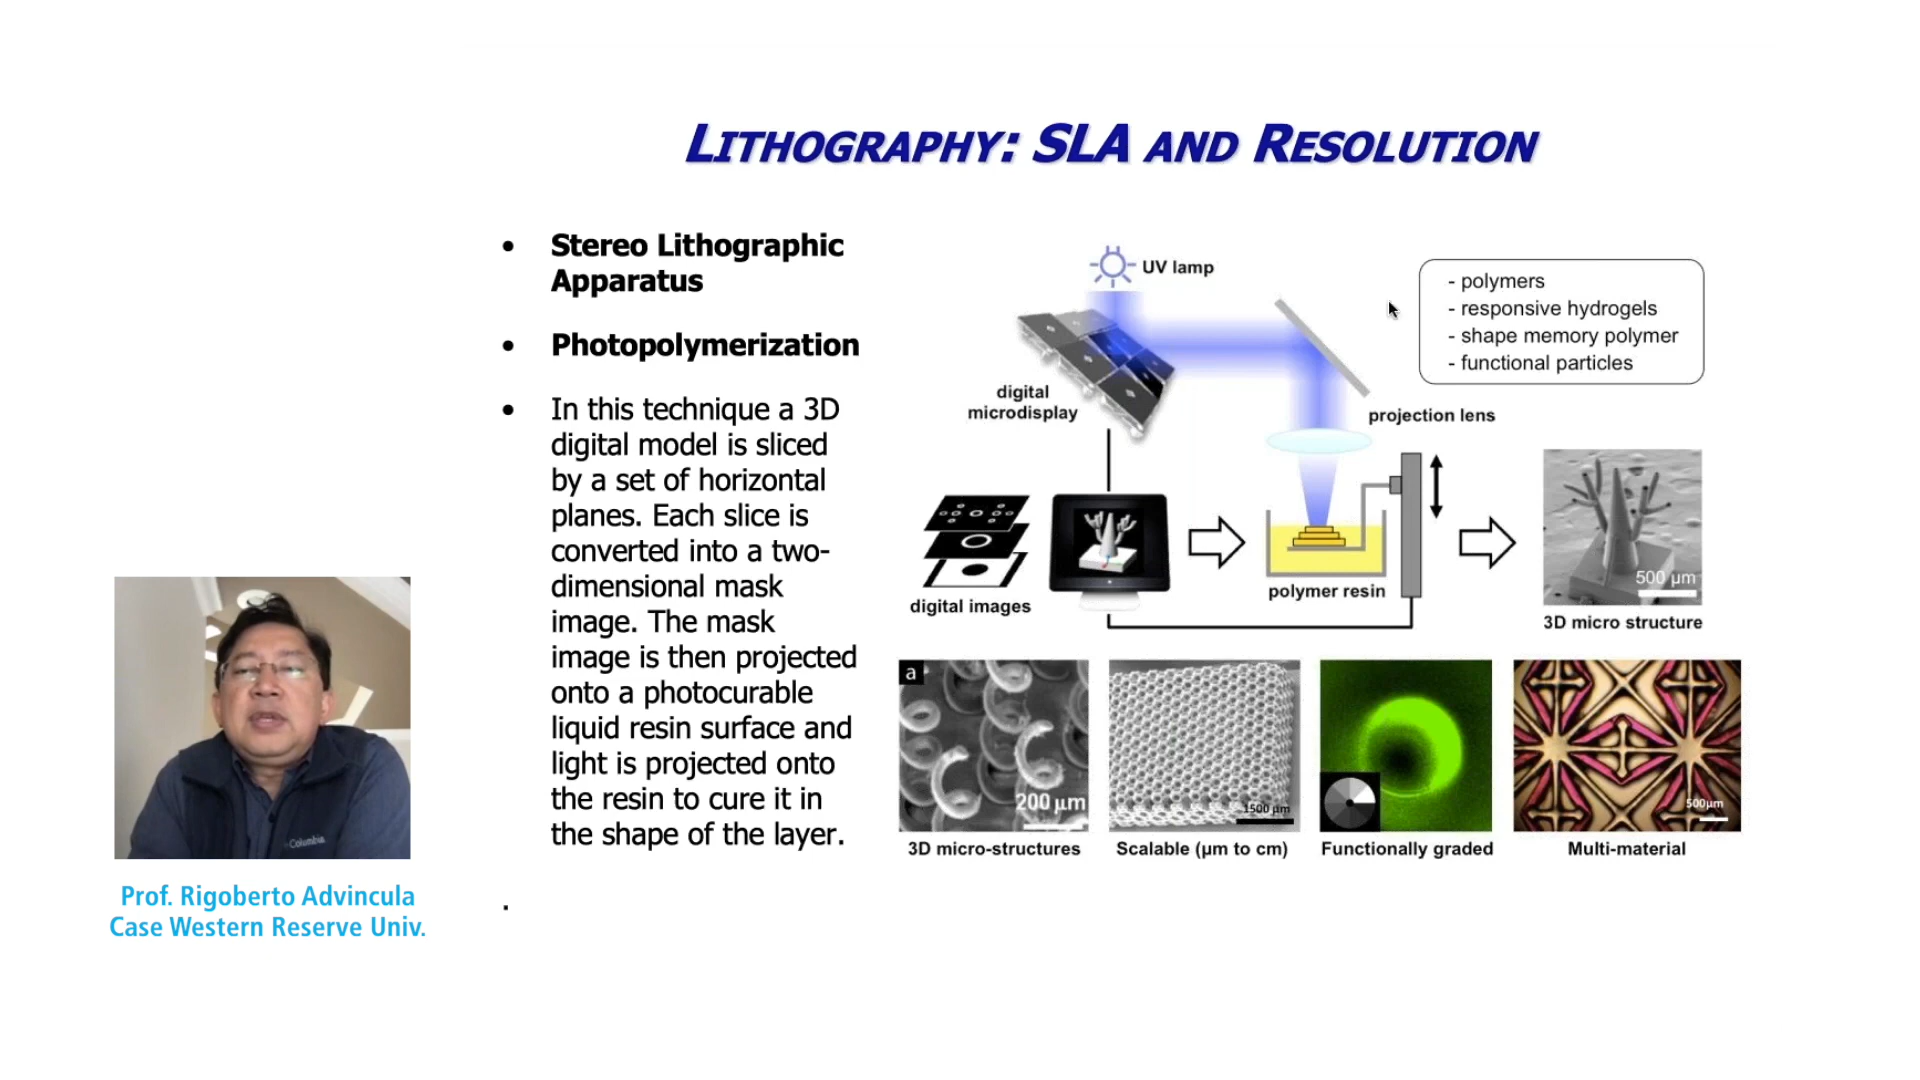 LITHOGRAPHY: SLA AND RESOLUTION
• Stereo Lithographic
Apparatus
• Photopolymerization
• In this technique a 3D
digital model is sliced
by a set of horizontal
planes. Each slice is
converted into a two-
dimensional mask
image. The mask
image is then projected
onto a photocurable
liquid resin surface and
light is projected onto
the resin to cure it in
the shape of the layer.
.
UV lamp
- polymers
- responsive hydrogels
- shape memory polymer
- functional particles
digital
microdisplay
projection lens
digital images
polymer resin
500 µm
3D micro structure
a
200 µm
1500 µm
500µm
3D micro-structures
Scalable (µm to cm)
Functionally graded
Multi-material
Columbia
Prof. Rigoberto Advincula
Case Western Reserve Univ.